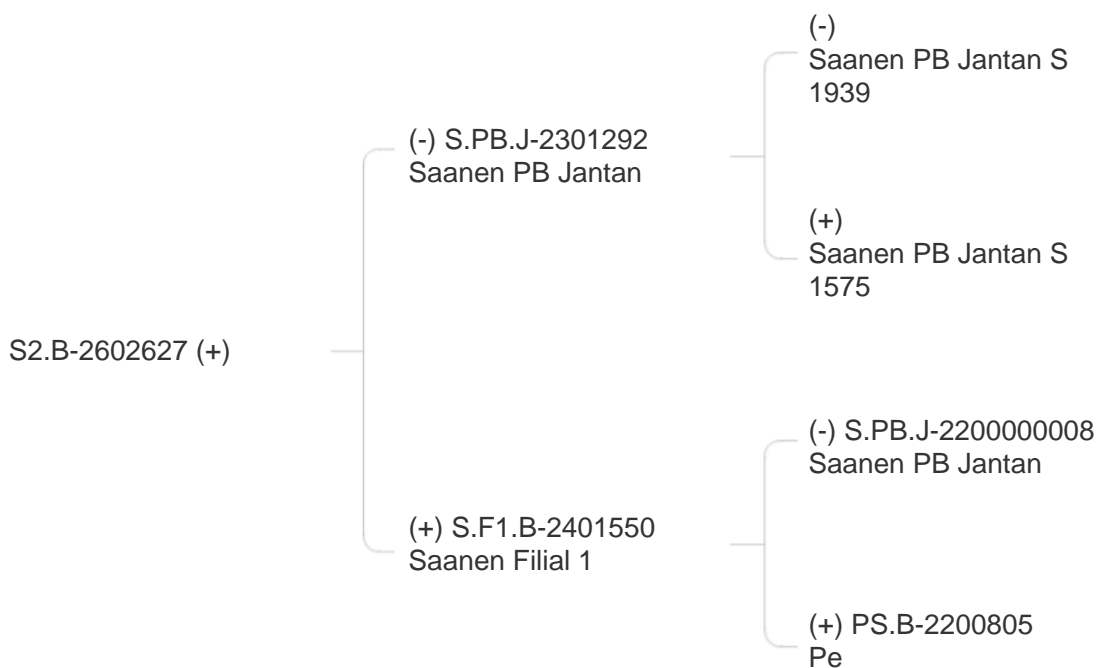 (-)
Saanen PB Jantan S
1939
(-) S.PB.J-2301292
Saanen PB Jantan
(+)
Saanen PB Jantan S
1575
S2.B-2602627 (+)
(-) S.PB.J-2200000008
Saanen PB Jantan
(+) S.F1.B-2401550
Saanen Filial 1
(+) PS.B-2200805
Pe